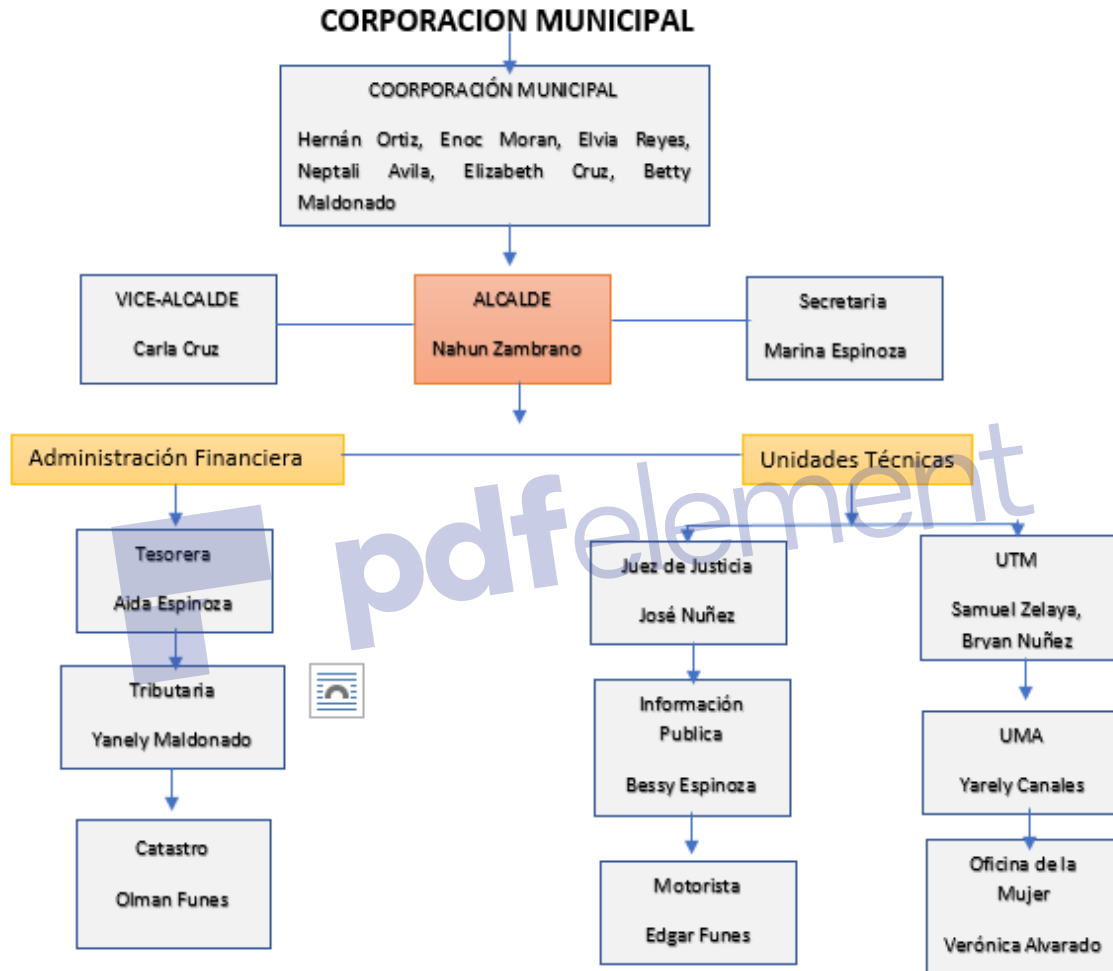 CORPORACION MUNICIPAL
COORPORACIÓN MUNICIPAL
Hernán Ortiz, Enoc Moran, Elvia Reyes,
Neptali Avila, Elizabeth Cruz, Betty
Maldonado
VICE-ALCALDE
Carla Cruz
ALCALDE
Nahun Zambrano
Secretaria
Marina Espinoza
Administración Financiera
Unidades Técnicas
Tesorera
Aida Espinoza
Tributaria
Yanely Maldonado
Catastro
Olman Funes
Juez de Justicia
José Nuñez
Información
Publica
Bessy Espinoza
Motorista
Edgar Funes
UTM
Samuel Zelaya,
Bryan Nuñez
UMA
Yarely Canales
Oficina de la
Mujer
Verónica Alvarado
pdfelement